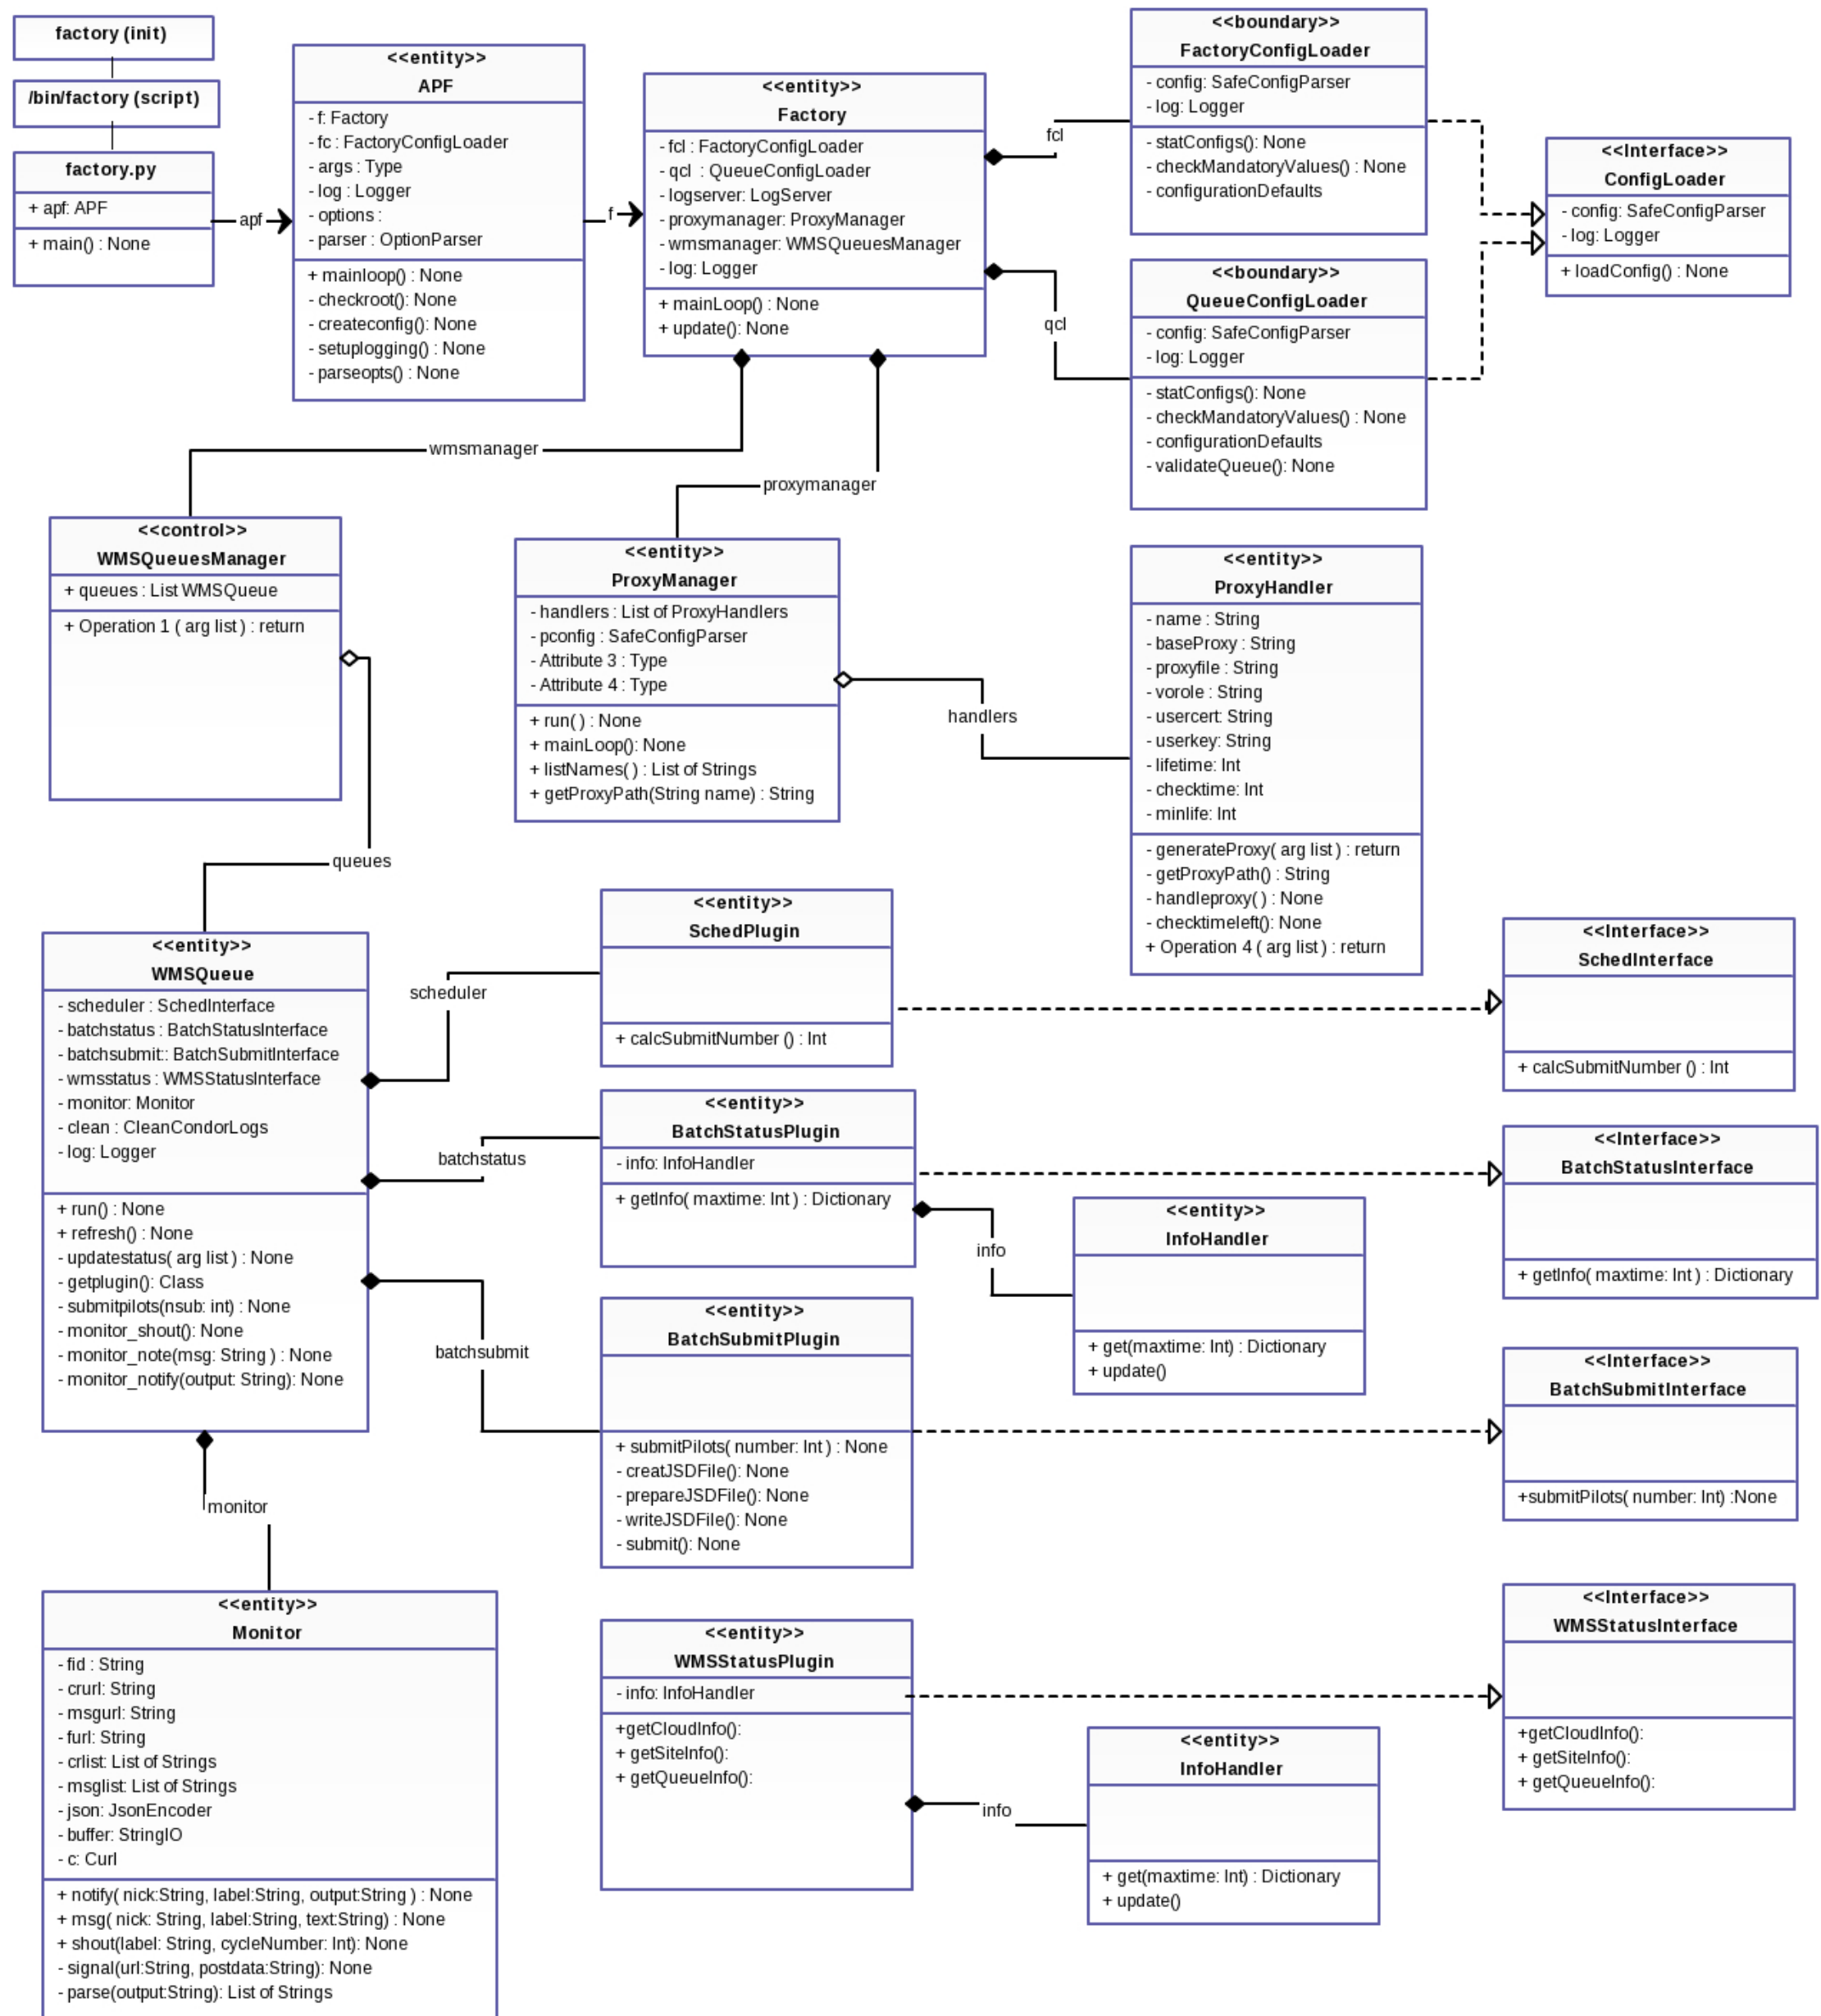 factory (init)
/bin/factory (script)
factory.py
+ apf: APF
+ main() : None
apf
<<entity>>
APF
- f: Factory
- fc : FactoryConfigLoader
- args : Type
- log : Logger
- options :
- parser : OptionParser
+ mainloop() : None
- checkroot(): None
- createconfig(): None
- setuplogging() : None
- parseopts() : None
f
<<entity>>
Factory
- fcl : FactoryConfigLoader
- qcl : QueueConfigLoader
- logserver: LogServer
- proxymanager: ProxyManager
- wmsmanager: WMSQueuesManager
- log: Logger
+ mainLoop() : None
+ update(): None
fcl
qcl
<<boundary>>
FactoryConfigLoader
- config: SafeConfigParser
- log: Logger
- statConfigs(): None
- checkMandatoryValues() : None
- configurationDefaults
<<boundary>>
QueueConfigLoader
- config: SafeConfigParser
- log: Logger
- statConfigs(): None
- checkMandatoryValues() : None
- configurationDefaults
- validateQueue(): None
<<Interface>>
ConfigLoader
- config: SafeConfigParser
- log: Logger
+ loadConfig() : None
wmsmanager
proxymanager
<<control>>
WMSQueuesManager
+ queues : List WMSQueue
+ Operation 1 ( arg list ) : return
queues
<<entity>>
ProxyManager
- handlers : List of ProxyHandlers
- pconfig : SafeConfigParser
- Attribute 3 : Type
- Attribute 4 : Type
+ run( ) : None
+ mainLoop(): None
+ listNames( ) : List of Strings
+ getProxyPath(String name) : String
handlers
<<entity>>
ProxyHandler
- name : String
- baseProxy : String
- proxyfile : String
- vorole : String
- usercert: String
- userkey: String
- lifetime: Int
- checktime: Int
- minlife: Int
- generateProxy( arg list ) : return
- getProxyPath() : String
- handleproxy( ) : None
- checktimeleft(): None
+ Operation 4 ( arg list ) : return
<<entity>>
WMSQueue
- scheduler : SchedInterface
- batchstatus : BatchStatusInterface
- batchsubmit:: BatchSubmitInterface
- wmsstatus : WMSStatusInterface
- monitor: Monitor
- clean : CleanCondorLogs
- log: Logger
+ run() : None
+ refresh() : None
- updatestatus( arg list ) : None
- getplugin(): Class
- submitpilots(nsub: int) : None
- monitor_shout(): None
- monitor_note(msg: String ) : None
- monitor_notify(output: String): None
scheduler
batchstatus
batchsubmit
monitor
<<entity>>
SchedPlugin
+ calcSubmitNumber () : Int
<<Interface>>
SchedInterface
+ calcSubmitNumber () : Int
<<entity>>
BatchStatusPlugin
- info: InfoHandler
+ getInfo( maxtime: Int ) : Dictionary
info
<<entity>>
InfoHandler
+ get(maxtime: Int) : Dictionary
+ update()
<<Interface>>
BatchStatusInterface
+ getInfo( maxtime: Int ) : Dictionary
<<entity>>
BatchSubmitPlugin
+ submitPilots( number: Int ) : None
- creatJSDFile(): None
- prepareJSDFile(): None
- writeJSDFile(): None
- submit(): None
<<Interface>>
BatchSubmitInterface
+submitPilots( number: Int) :None
<<entity>>
Monitor
- fid : String
- crurl: String
- msgurl: String
- furl: String
- crlist: List of Strings
- msglist: List of Strings
- json: JsonEncoder
- buffer: StringIO
- c: Curl
+ notify( nick:String, label:String, output:String ) : None
+ msg( nick: String, label:String, text:String) : None
+ shout(label: String, cycleNumber: Int): None
- signal(url:String, postdata:String): None
- parse(output:String): List of Strings
<<entity>>
WMSStatusPlugin
- info: InfoHandler
+getCloudInfo():
+ getSiteInfo():
+ getQueueInfo():
info
<<entity>>
InfoHandler
+ get(maxtime: Int) : Dictionary
+ update()
<<Interface>>
WMSStatusInterface
+getCloudInfo():
+ getSiteInfo():
+ getQueueInfo():